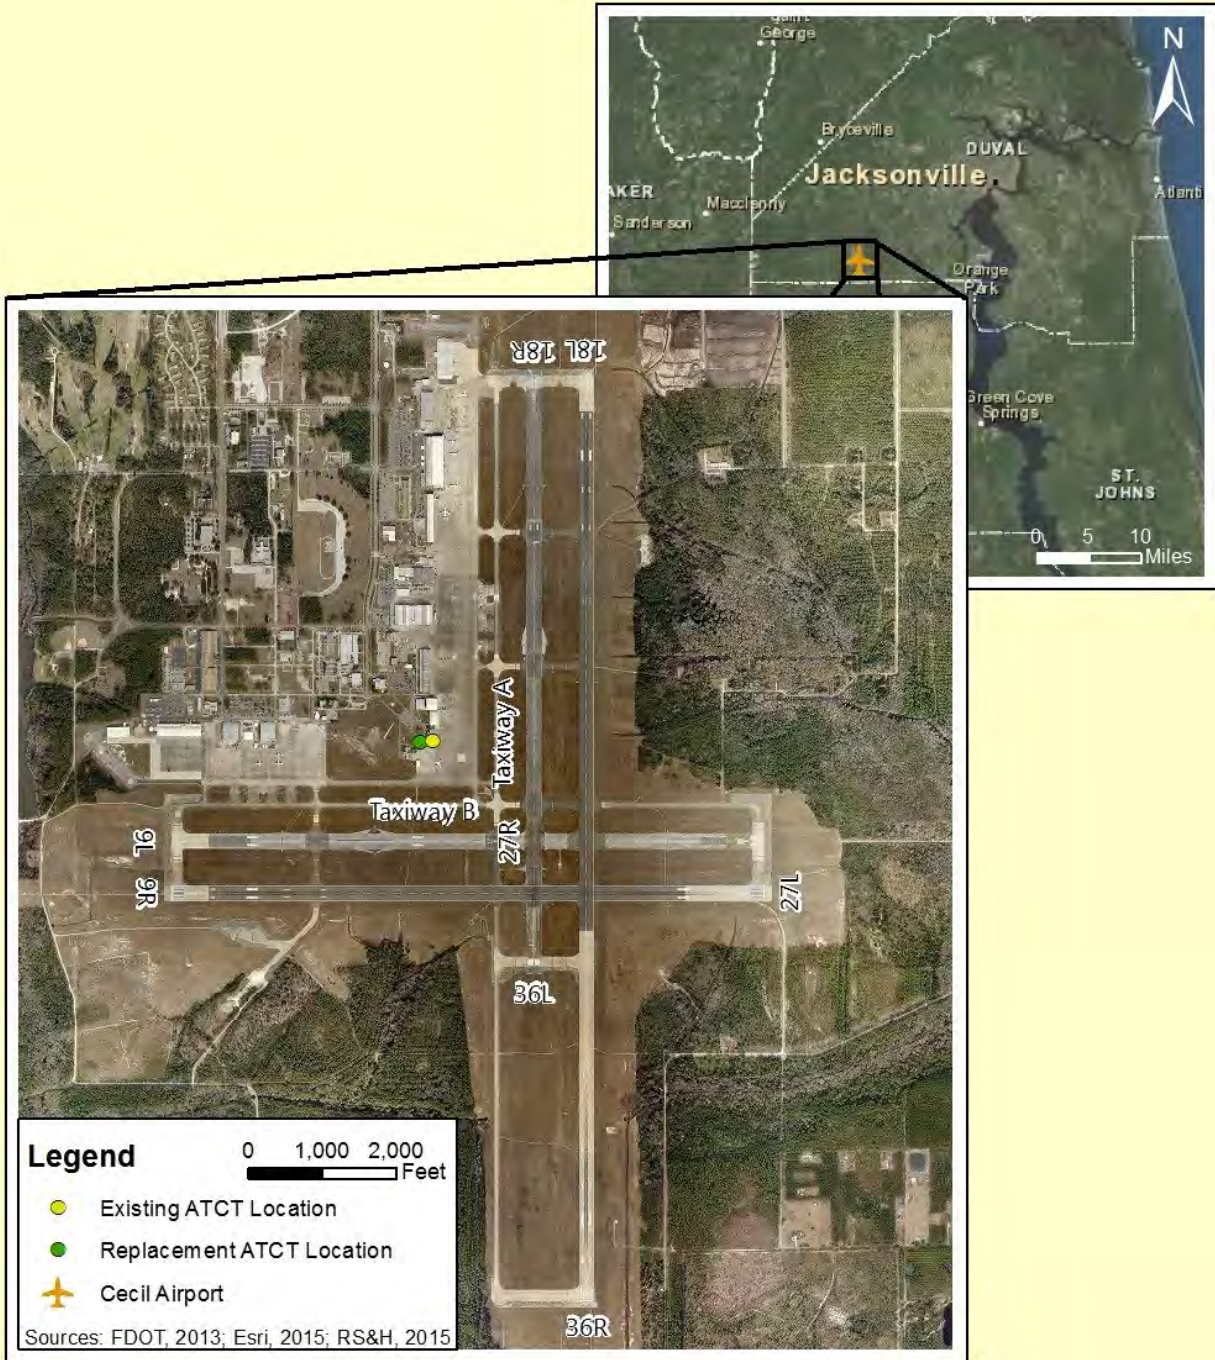 George
N
Bryceville
DUVAL
Jacksonville
AKER
Macclenny
Atlanti
Sanderson
Orange
Park
Green Cove
Springs
ST.
JOHNS
0 5 10
Miles
18R 18L
Taxiway A
Taxiway B
27R
9L
9R
27L
36L
36R
Legend
0 1,000 2,000
Feet
Existing ATCT Location
Replacement ATCT Location
Cecil Airport
Sources: FDOT, 2013; Esri, 2015; RS&H, 2015